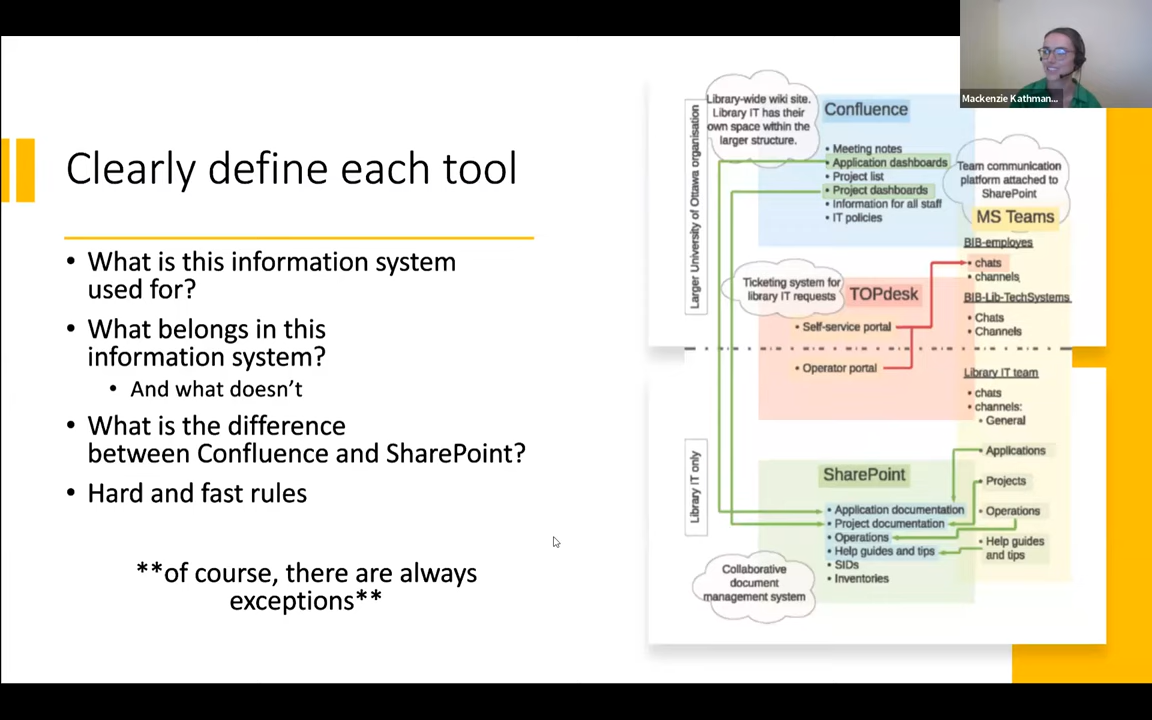 Mackenzie Kathman...
Clearly define each tool
• What is this information system
used for?
• What belongs in this
information system?
• And what doesn't
• What is the difference
between Confluence and SharePoint?
• Hard and fast rules
**of course, there are always
exceptions**
Larger University of Ottawa organisation
Library-wide wiki site.
Library IT has their
own space within the
larger structure.
Confluence
• Meeting notes
• Application dashboards
• Project list
• Project dashboards
• Information for all staff
• IT policies
Team communication
platform attached to
SharePoint
MS Teams
BIB-employes
• chats
• channels
BIB-Lib-TechSystems
• Chats
• Channels
Ticketing system for
library IT requests
TOPdesk
• Self-service portal
• Operator portal
Library IT team
• chats
• channels:
• General
• Applications
• Projects
• Operations
• Help guides
and tips
Library IT only
SharePoint
• Application documentation
• Project documentation
• Operations
• Help guides and tips
• SIDs
• Inventories
Collaborative
document
management system